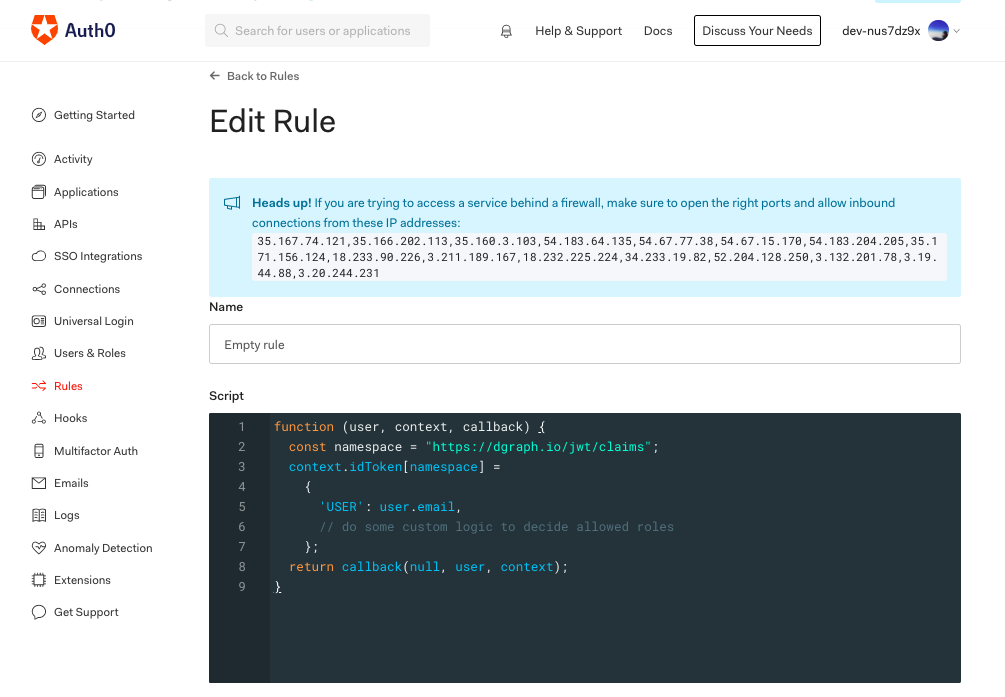 Auth0
Search for users or applications
Help & Support
Docs
Discuss Your Needs
dev-nus7dz9x
Getting Started
Activity
Applications
APIs
SSO Integrations
Connections
Universal Login
Users & Roles
Rules
Hooks
Multifactor Auth
Emails
Logs
Anomaly Detection
Extensions
Get Support
Back to Rules
Edit Rule
Heads up! If you are trying to access a service behind a firewall, make sure to open the right ports and allow inbound
connections from these IP addresses:
35.167.74.121,35.166.202.113,35.160.3.103,54.183.64.135,54.67.77.38,54.67.15.170,54.183.204.205,35.1
71.156.124,18.233.90.226,3.211.189.167,18.232.225.224,34.233.19.82,52.204.128.250,3.132.201.78,3.19.
44.88,3.20.244.231
Name
Empty rule
Script
1 function (user, context, callback) {
2 const namespace = "https://dgraph.io/jwt/claims";
3 context.idToken[namespace] =
4 {
5 'USER': user.email,
6 // do some custom logic to decide allowed roles
7 };
8 return callback(null, user, context);
9 }